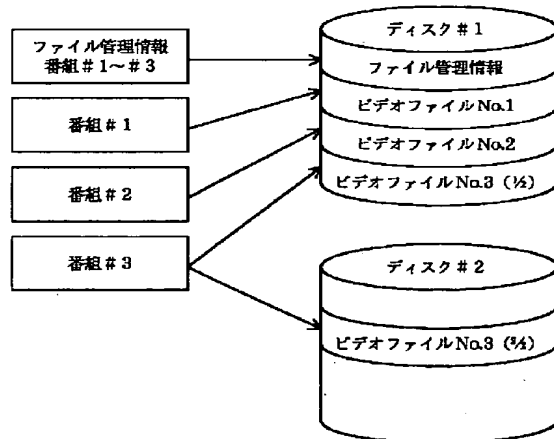 ファイル管理情報
番組＃１～＃３
番組＃１
番組＃２
番組＃３
ディスク＃１
ファイル管理情報
ビデオファイルNo.1
ビデオファイルNo.2
ビデオファイルNo.3（½）
ディスク＃２
ビデオファイルNo.3（²⁄₂）